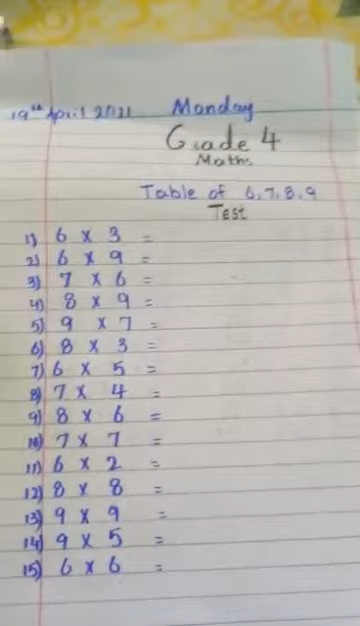 19th April 2021 Monday
Grade 4
Maths
Table of 6,7,8,9
Test
1) 6 x 3 =
2) 6 x 9 =
3) 7 x 6 =
4) 8 x 9 =
5) 9 x 7 =
6) 8 x 3 =
7) 6 x 5 =
8) 7 x 4 =
9) 8 x 6 =
10) 7 x 7 =
11) 6 x 2 =
12) 8 x 8 =
13) 9 x 9 =
14) 9 x 5 =
15) 6 x 6 =